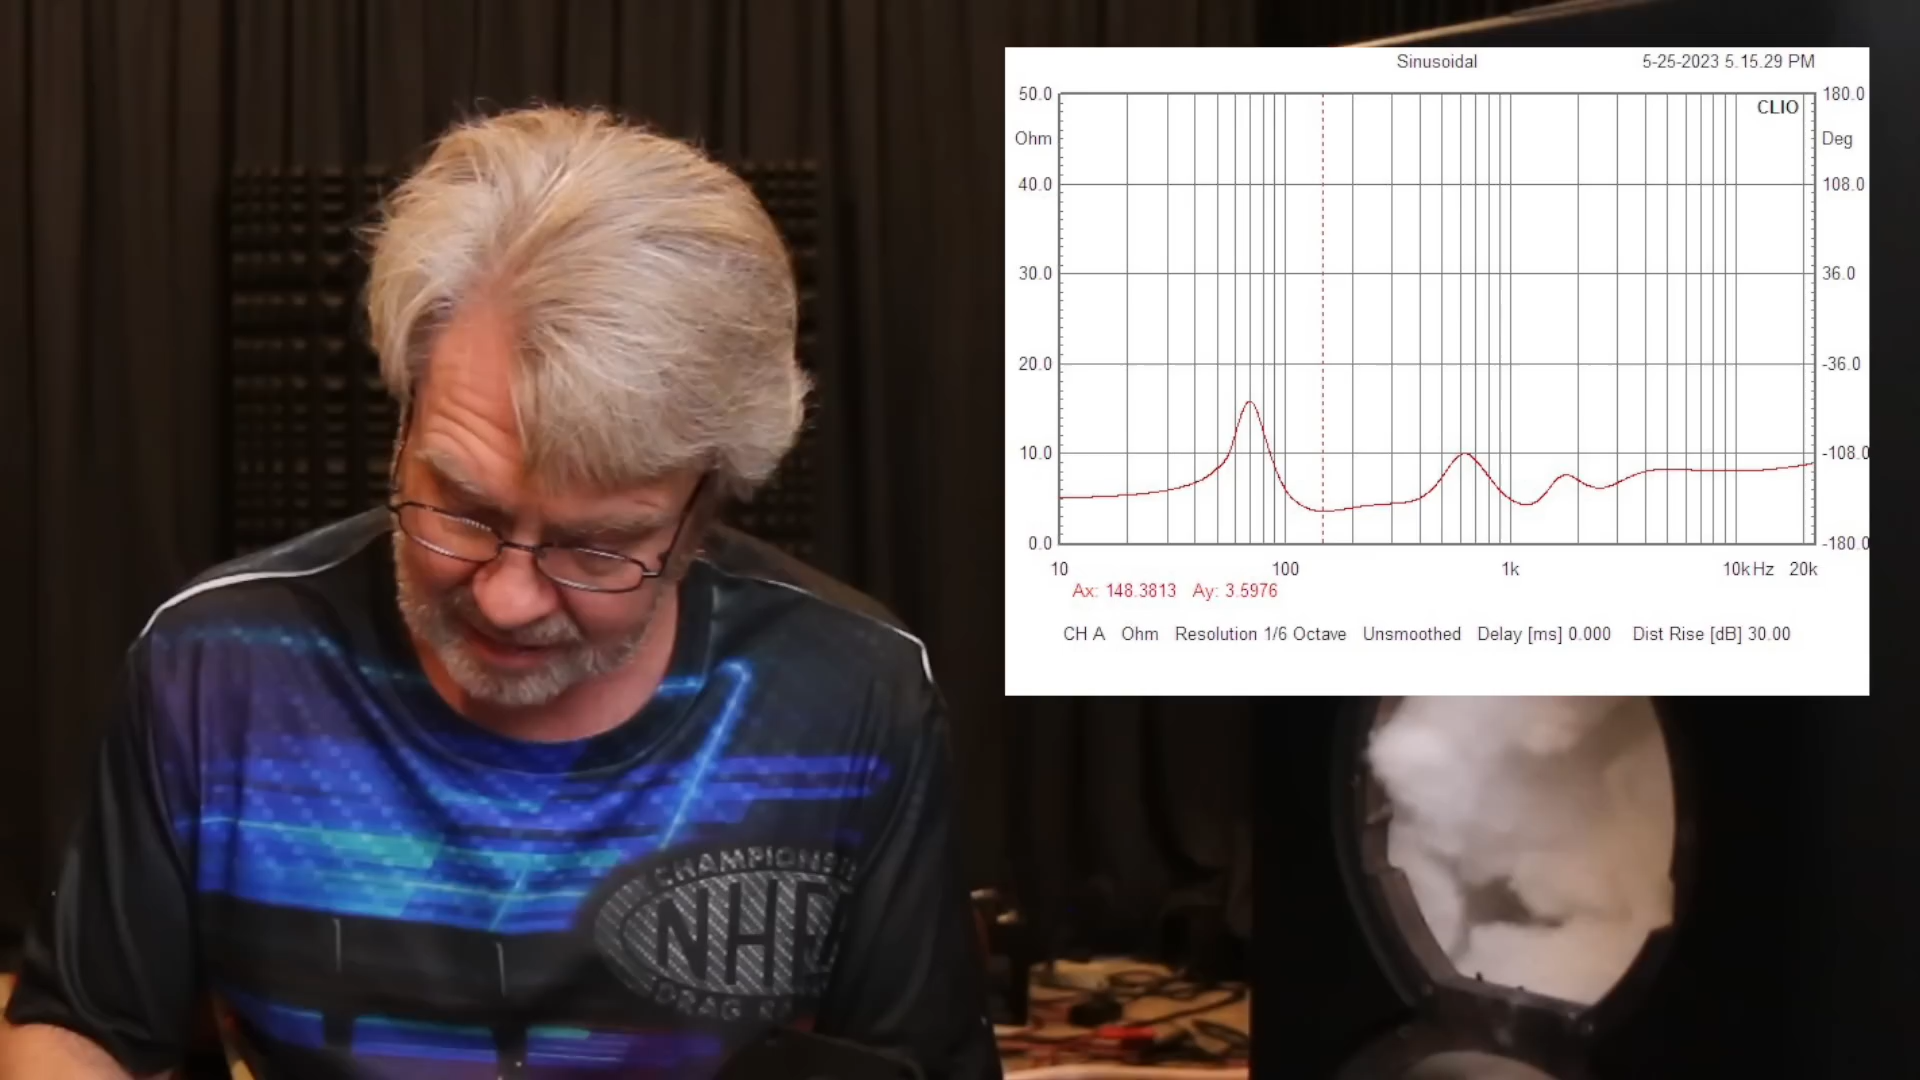 Sinusoidal 5-25-2023 5.15.29 PM
50.0 180.0
CLIO
Ohm Deg
40.0 108.0
30.0 36.0
20.0 -36.0
10.0 -108.0
0.0 -180.0
10 100 1k 10k Hz 20k
Ax: 148.3813 Ay: 3.5976
CH A Ohm Resolution 1/6 Octave Unsmoothed Delay [ms] 0.000 Dist Rise [dB] 30.00
NHRA
DRAG